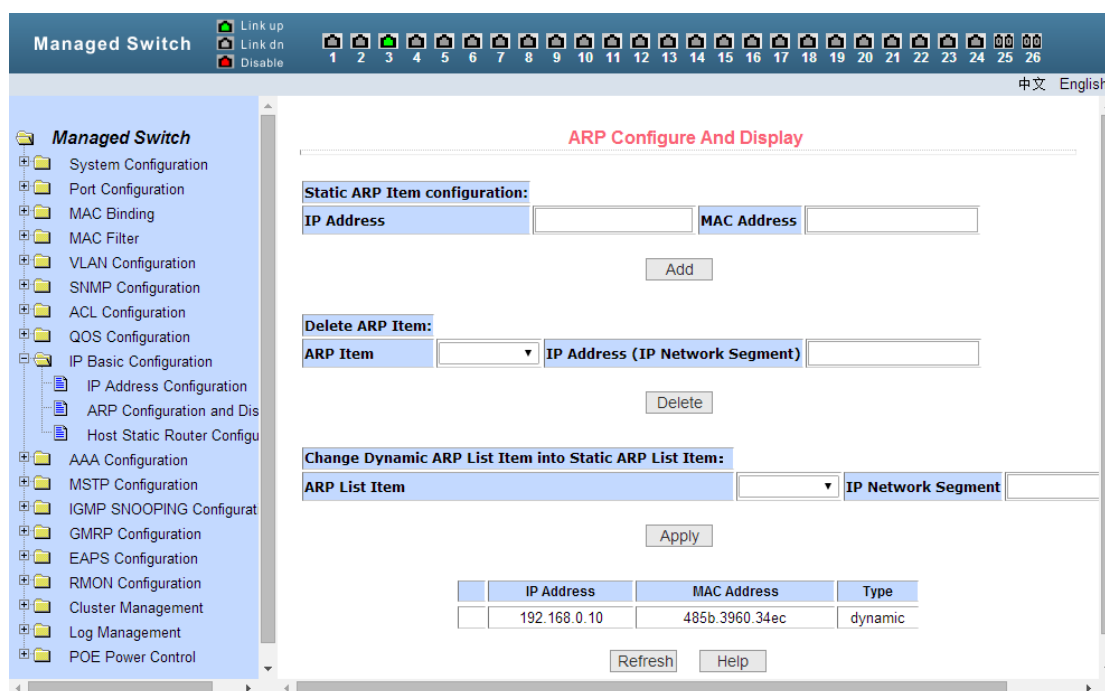 Link up
Managed Switch Link dn
Disable
1 2 3 4 5 6 7 8 9 10 11 12 13 14 15 16 17 18 19 20 21 22 23 24 25 26
中文 English
Managed Switch
System Configuration
Port Configuration
MAC Binding
MAC Filter
VLAN Configuration
SNMP Configuration
ACL Configuration
QOS Configuration
IP Basic Configuration
IP Address Configuration
ARP Configuration and Dis
Host Static Router Configu
AAA Configuration
MSTP Configuration
IGMP SNOOPING Configurat
GMRP Configuration
EAPS Configuration
RMON Configuration
Cluster Management
Log Management
POE Power Control
ARP Configure And Display
Static ARP Item configuration:
IP Address MAC Address
Add
Delete ARP Item:
ARP Item IP Address (IP Network Segment)
Delete
Change Dynamic ARP List Item into Static ARP List Item:
ARP List Item IP Network Segment
Apply
IP Address MAC Address Type
192.168.0.10 485b.3960.34ec dynamic
Refresh Help